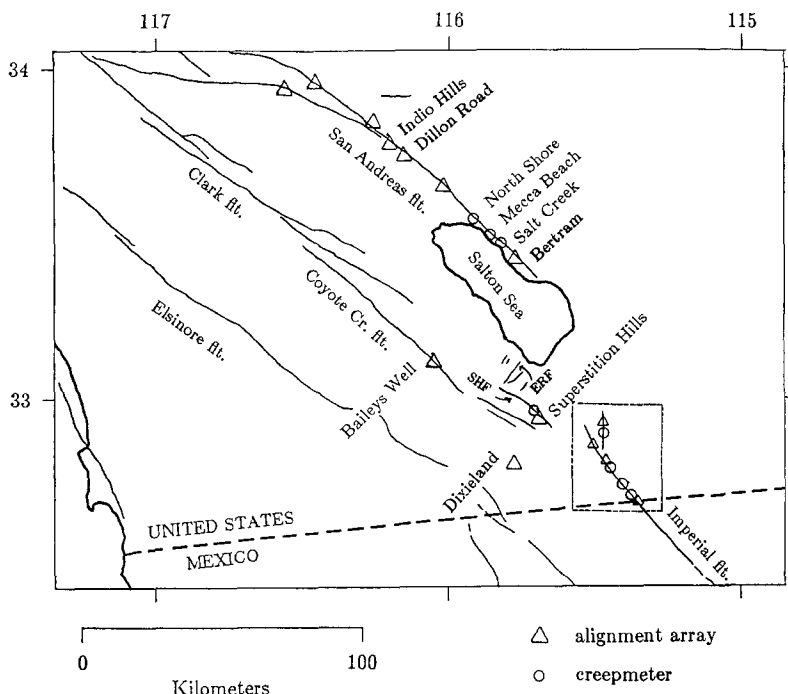 117
116
115
34
33
Indio Hills
Dillon Road
San Andreas flt.
North Shore
Mecca Beach
Salt Creek
Bertram
Clark flt.
Salton Sea
Coyote Cr. flt.
Elsinore flt.
Baileys Well
SHF
ERF
Superstition Hills
Dixieland
UNITED STATES
MEXICO
Imperial flt.
0
100
Kilometers
alignment array
creepmeter